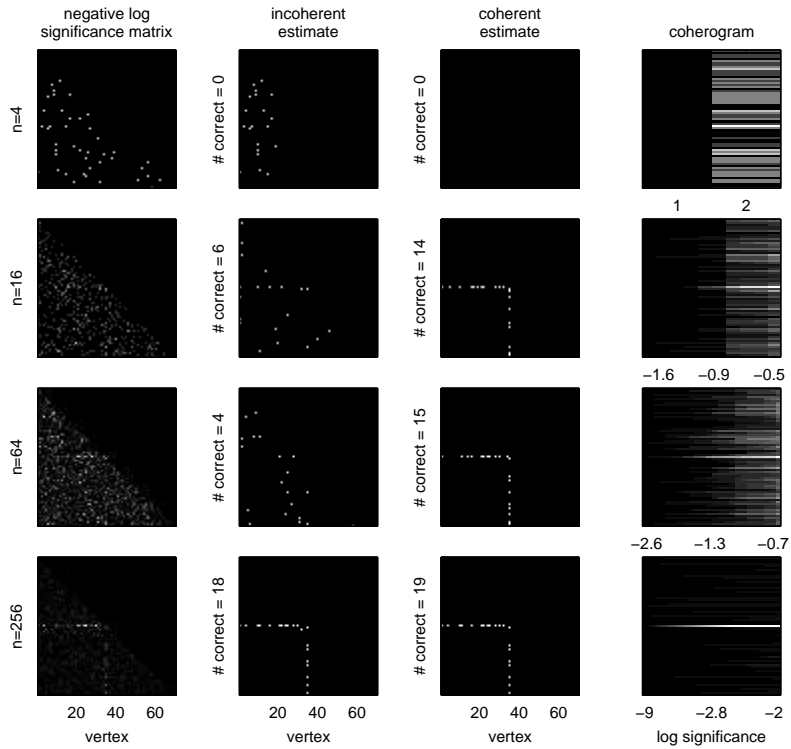 negative log
significance matrix
incoherent
estimate
coherent
estimate
coherogram
n=4
# correct = 0
# correct = 0
1 2
n=16
# correct = 6
# correct = 14
−1.6 −0.9 −0.5
n=64
# correct = 4
# correct = 15
−2.6 −1.3 −0.7
n=256
# correct = 18
# correct = 19
20 40 60
20 40 60
20 40 60
−9 −2.8 −2
vertex
vertex
vertex
log significance